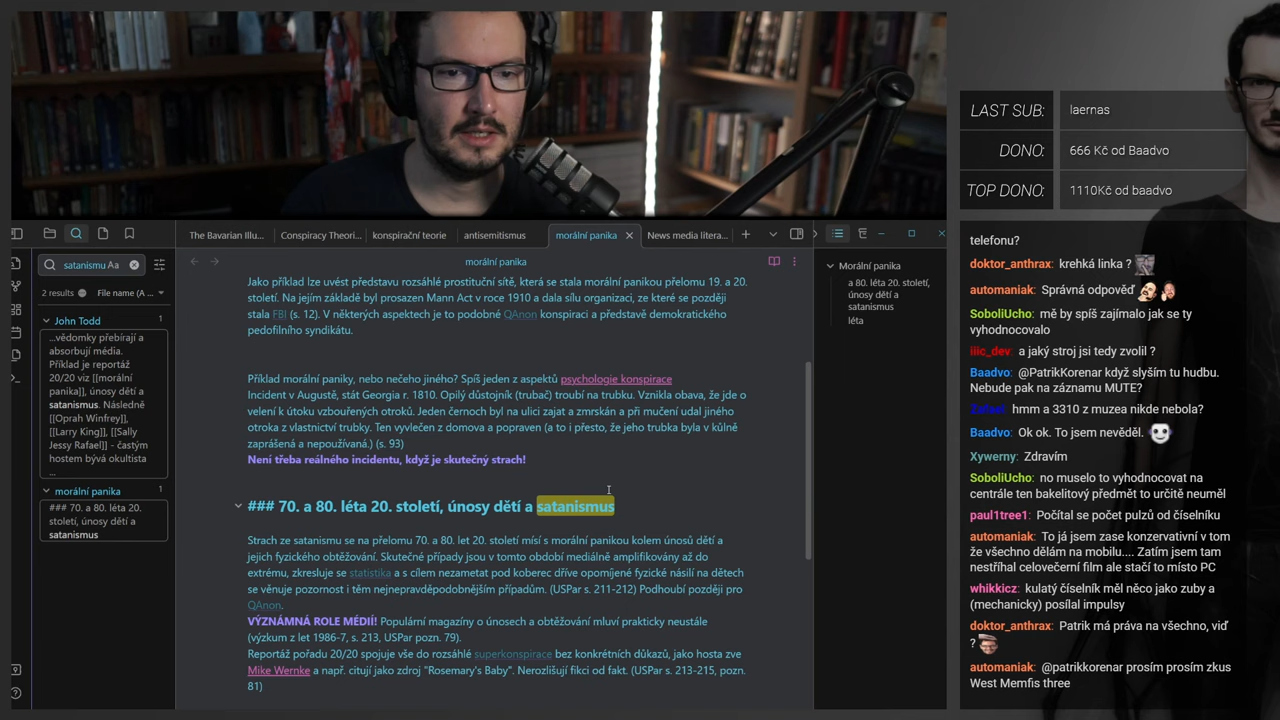 LAST SUB:
laernas
DONO:
666 Kč od Baadvo
TOP DONO:
1110Kč od baadvo
The Bavarian Illu...
Conspiracy Theori...
konspirační teorie
antisemitismus
morální panika
News media litera...
satanismu
Aa
2 results
File name (A ...
John Todd
1
...vědomky přebírají a
absorbují média.
Příklad je reportáž
20/20 viz [[morální
panika]], únosy dětí a
satanismus. Následně
[[Oprah Winfrey]],
[[Larry King]], [[Sally
Jessy Rafael]] - častým
hostem bývá okultista
...
morální panika
1
### 70. a 80. léta 20.
století, únosy dětí a
satanismus
morální panika
Jako příklad lze uvést představu rozsáhlé prostituční sítě, která se stala morální panikou přelomu 19. a 20.
století. Na jejím základě byl prosazen Mann Act v roce 1910 a dala sílu organizaci, ze které se později
stala FBI (s. 12). V některých aspektech je to podobné QAnon konspiraci a představě demokratického
pedofilního syndikátu.
Příklad morální paniky, nebo nečeho jiného? Spíš jeden z aspektů psychologie konspirace
Incident v Augustě, stát Georgia r. 1810. Opilý důstojník (trubač) troubí na trubku. Vznikla obava, že jde o
velení k útoku vzbouřených otroků. Jeden černoch byl na ulici zajat a zmrskán a při mučení udal jiného
otroka z vlastnictví trubky. Ten vyvlečen z domova a popraven (a to i přesto, že jeho trubka byla v kůlně
zaprášená a nepoužívaná.) (s. 93)
Není třeba reálného incidentu, když je skutečný strach!
### 70. a 80. léta 20. století, únosy dětí a satanismus
Strach ze satanismu se na přelomu 70. a 80. let 20. století mísí s morální panikou kolem únosů dětí a
jejich fyzického obtěžování. Skutečné případy jsou v tomto období mediálně amplifikovány až do
extrému, zkresluje se statistika a s cílem nezametat pod koberec dříve opomíjené fyzické násilí na dětech
se věnuje pozornost i těm nejnepravděpodobnějším případům. (USPar s. 211-212) Podhoubí později pro
QAnon.
VÝZNÁMNÁ ROLE MÉDIÍ! Populární magazíny o únosech a obtěžování mluví prakticky neustále
(výzkum z let 1986-7, s. 213, USPar pozn. 79).
Reportáž pořadu 20/20 spojuje vše do rozsáhlé superkonspirace bez konkrétních důkazů, jako hosta zve
Mike Wernke a např. citují jako zdroj "Rosemary's Baby". Nerozlišují fikci od fakt. (USPar s. 213-215, pozn.
81)
Morální panika
a 80. léta 20. století,
únosy dětí a
satanismus
léta
telefonu?
doktor_anthrax: krehká linka ?
automaniak: Správná odpověď
SoboliUcho: mě by spíš zajímalo jak se ty
vyhodnocovalo
iiic_dev: a jaký stroj jsi tedy zvolil ?
Baadvo: @PatrikKorenar když slyším tu hudbu.
Nebude pak na záznamu MUTE?
hmm a 3310 z muzea nikde nebola?
Baadvo: Ok ok. To jsem nevěděl.
Xywerny: Zdravím
SoboliUcho: no muselo to vyhodnocovat na
centrále ten bakelitový předmět to určitě neuměl
paul1tree1: Počítal se počet pulzů od číselníku
automaniak: To já jsem zase konzervativní v tom
že všechno dělám na mobilu.... Zatím jsem tam
nestříhal celovečerní film ale stačí to místo PC
whikkicz: kulatý číselník měl něco jako zuby a
(mechanicky) posílal impulsy
doktor_anthrax: Patrik má práva na všechno, viď
?
automaniak: @patrikkorenar prosím prosím zkus
West Memfis three